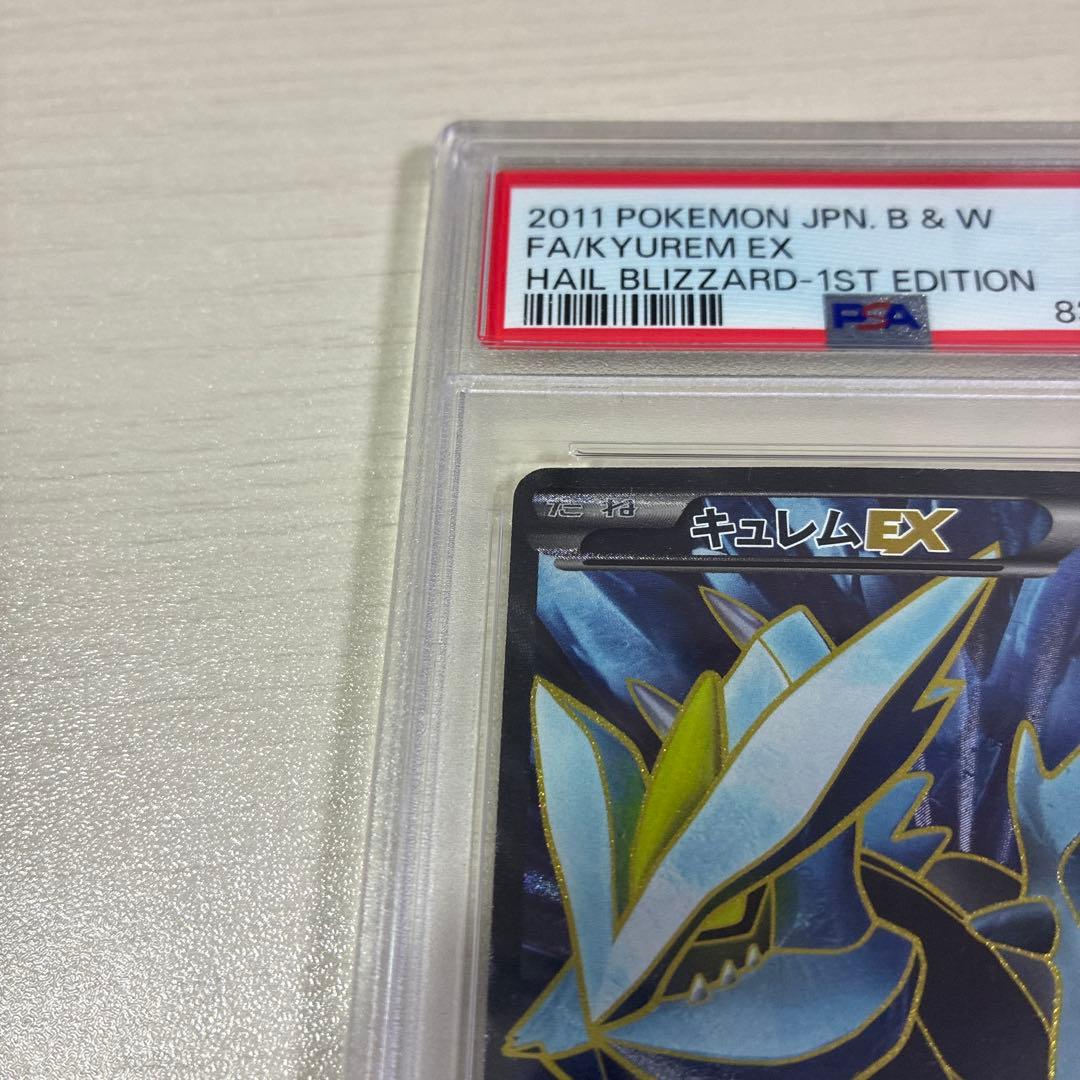 2011 POKEMON JPN. B & W
FA/KYUREM EX
HAIL BLIZZARD-1ST EDITION
PSA
たね
キュレムEX